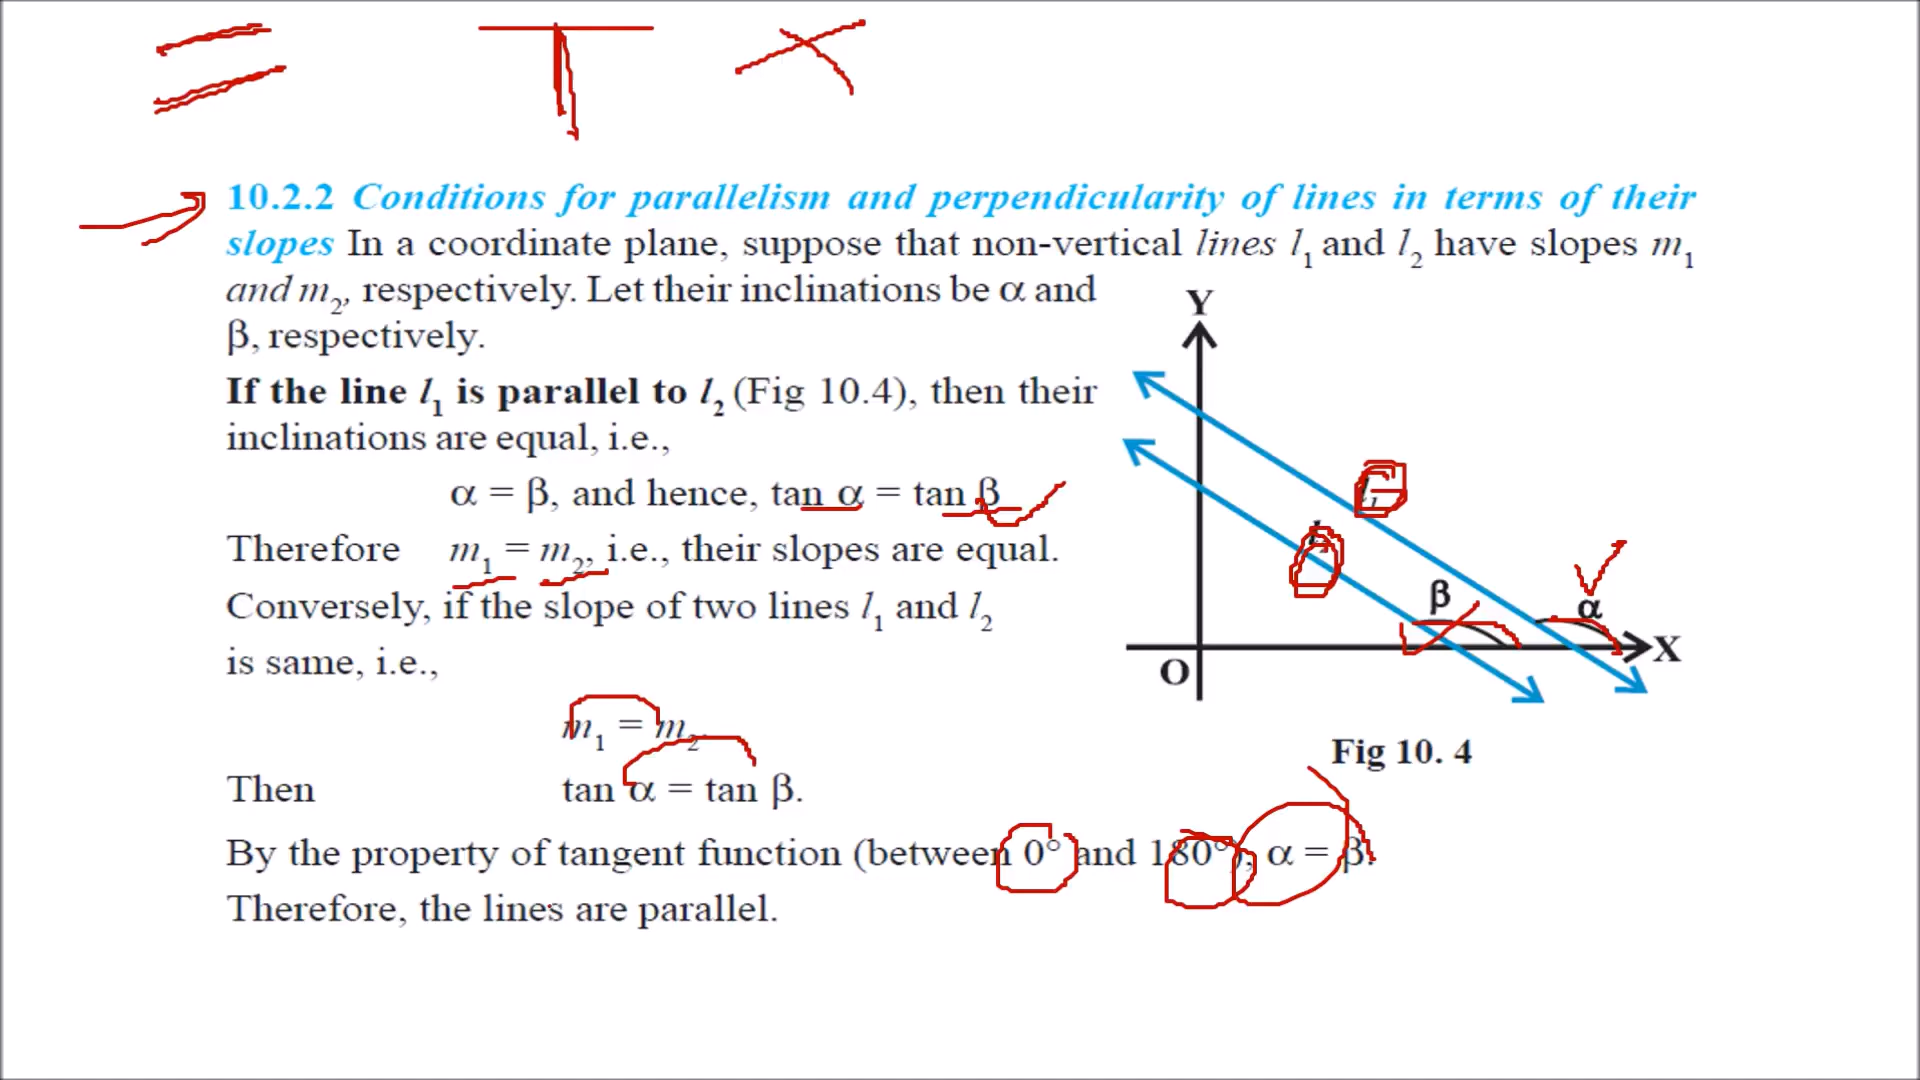 10.2.2 Conditions for parallelism and perpendicularity of lines in terms of their
slopes In a coordinate plane, suppose that non-vertical lines l₁ and l₂ have slopes m₁
and m₂, respectively. Let their inclinations be α and
β, respectively.
If the line l₁ is parallel to l₂ (Fig 10.4), then their
inclinations are equal, i.e.,
α = β, and hence, tan α = tan β
Therefore m₁ = m₂, i.e., their slopes are equal.
Conversely, if the slope of two lines l₁ and l₂
is same, i.e.,
m₁ = m₂
Then tan α = tan β.
By the property of tangent function (between 0° and 180°), α = β.
Therefore, the lines are parallel.
Y
l₁
β
α
X
O
Fig 10. 4